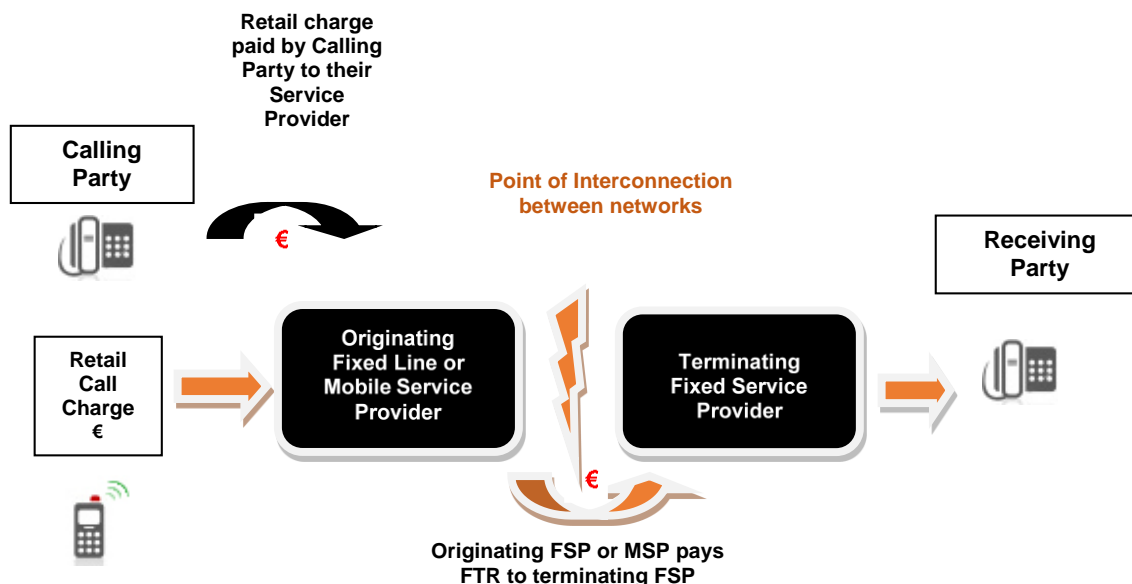 Retail charge
paid by Calling
Party to their
Service
Provider
Calling
Party
€
Point of Interconnection
between networks
Receiving
Party
Retail
Call
Charge
€
Originating
Fixed Line or
Mobile Service
Provider
Terminating
Fixed Service
Provider
€
Originating FSP or MSP pays
FTR to terminating FSP